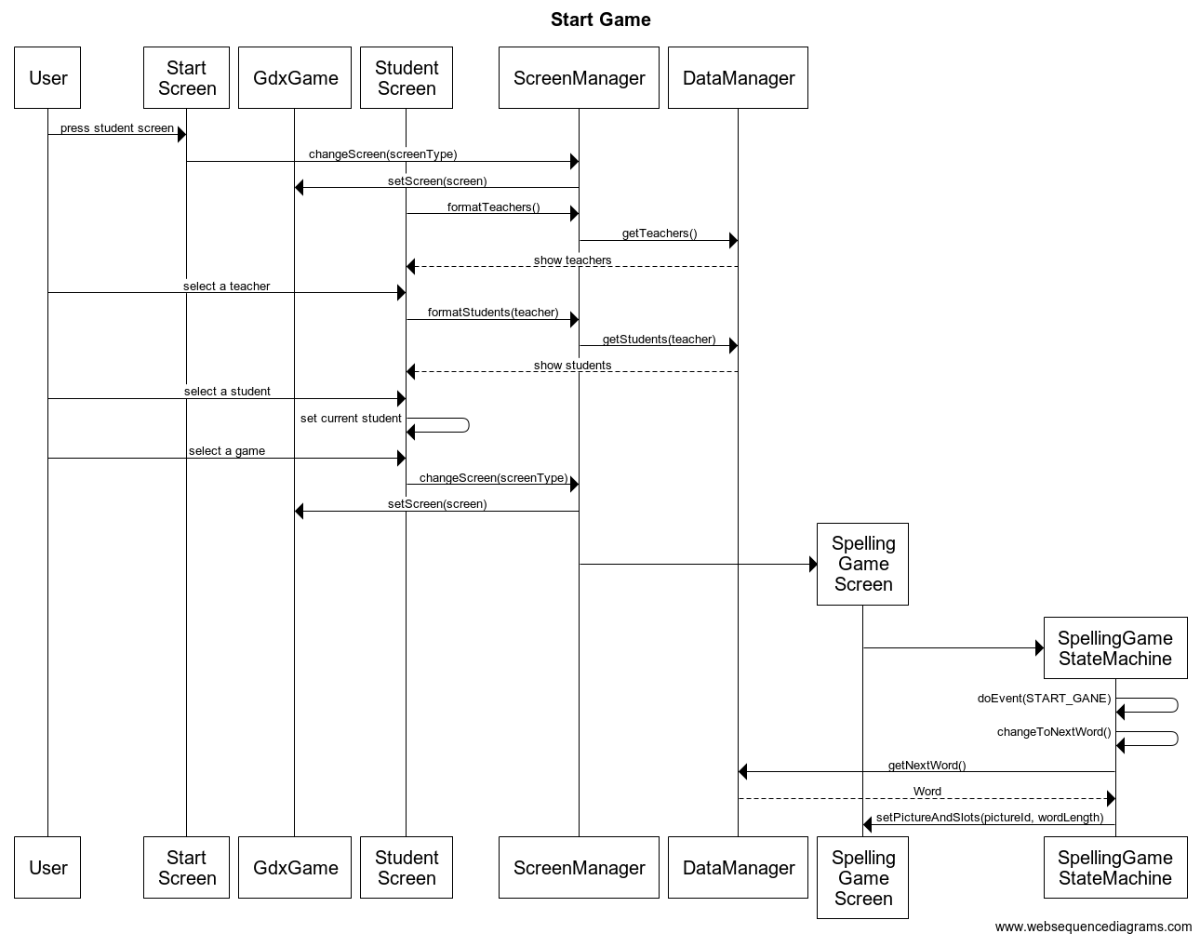 Start Game
User
Start
Screen
GdxGame
Student
Screen
ScreenManager
DataManager
press student screen
changeScreen(screenType)
setScreen(screen)
formatTeachers()
getTeachers()
show teachers
select a teacher
formatStudents(teacher)
getStudents(teacher)
show students
select a student
set current student
select a game
changeScreen(screenType)
setScreen(screen)
Spelling
Game
Screen
SpellingGame
StateMachine
doEvent(START_GANE)
changeToNextWord()
getNextWord()
Word
setPictureAndSlots(pictureId, wordLength)
User
Start
Screen
GdxGame
Student
Screen
ScreenManager
DataManager
Spelling
Game
Screen
SpellingGame
StateMachine
www.websequencediagrams.com